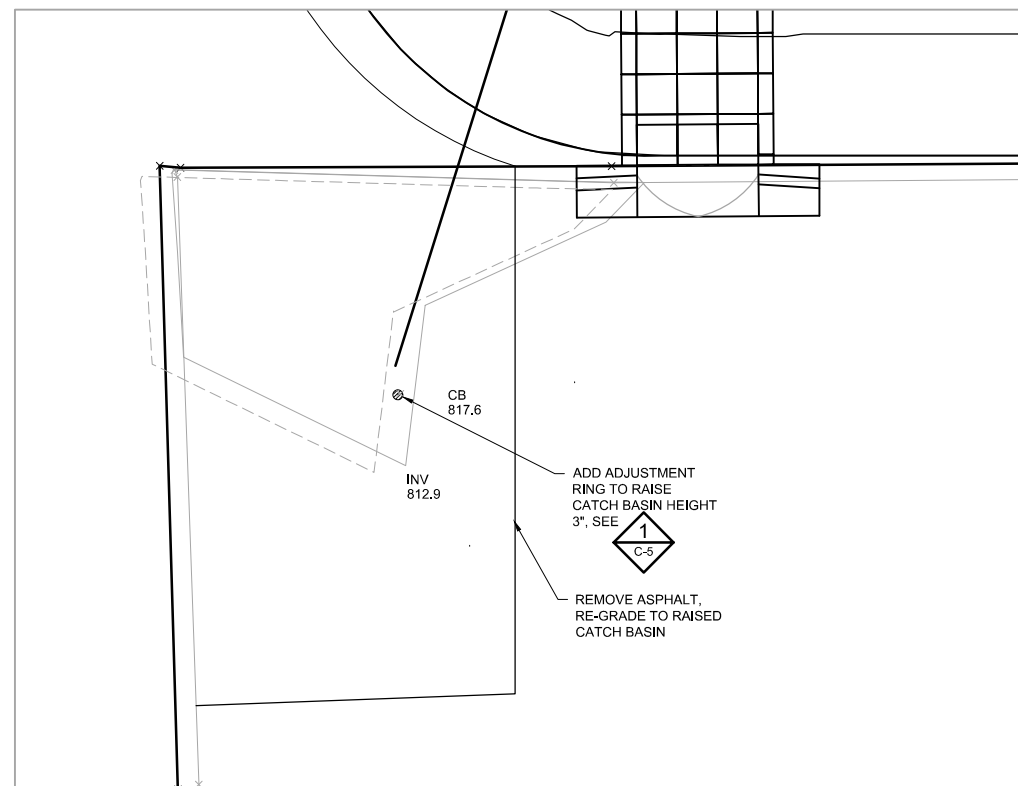 CB
817.6
INV
812.9
ADD ADJUSTMENT
RING TO RAISE
CATCH BASIN HEIGHT
3", SEE
1
C-5
REMOVE ASPHALT,
RE-GRADE TO RAISED
CATCH BASIN